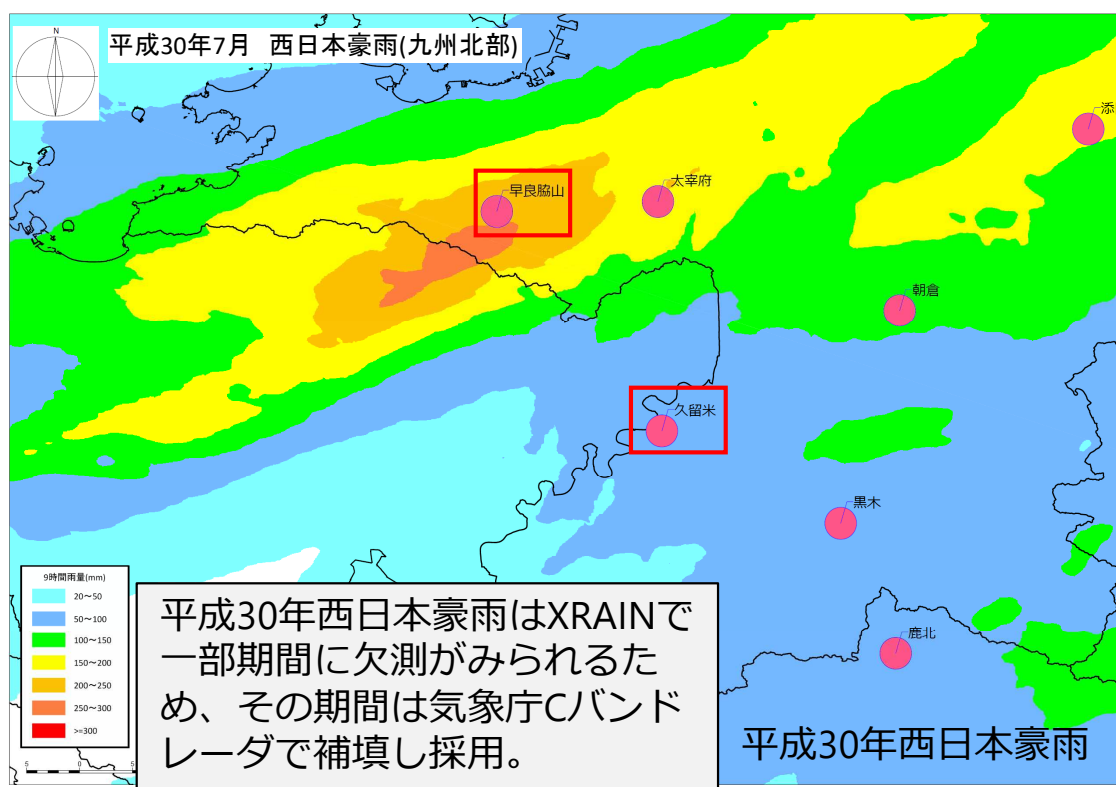 N
平成30年7月 西日本豪雨(九州北部)
添
早良脇山
太宰府
朝倉
久留米
黒木
鹿北
9時間雨量(mm)
20～50
50～100
100～150
150～200
200～250
250～300
>=300
5 0 5
平成30年西日本豪雨はXRAINで
一部期間に欠測がみられるた
め、その期間は気象庁Cバンド
レーダで補填し採用。
平成30年西日本豪雨